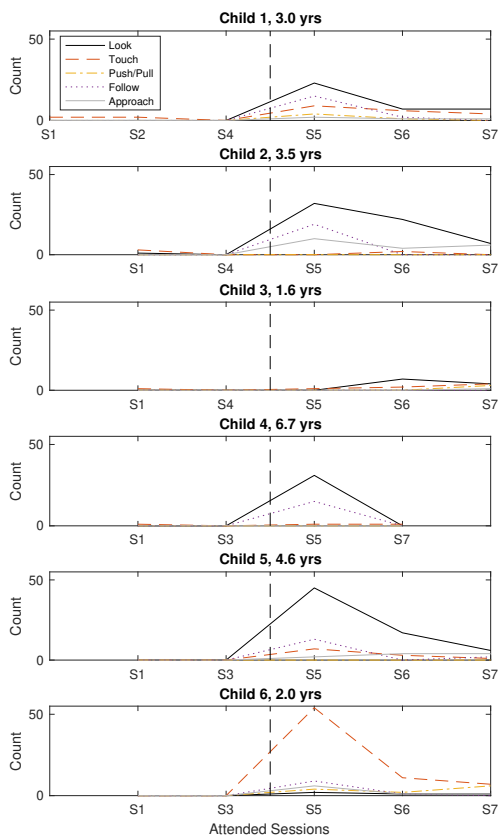 Child 1, 3.0 yrs
50
0
Count
Look
Touch
Push/Pull
Follow
Approach
S1 S2 S4 S5 S6 S7
Child 2, 3.5 yrs
50
0
Count
S1 S4 S5 S6 S7
Child 3, 1.6 yrs
50
0
Count
S1 S4 S5 S6 S7
Child 4, 6.7 yrs
50
0
Count
S1 S3 S5 S7
Child 5, 4.6 yrs
50
0
Count
S1 S3 S5 S6 S7
Child 6, 2.0 yrs
50
0
Count
S1 S3 S5 S6 S7
Attended Sessions